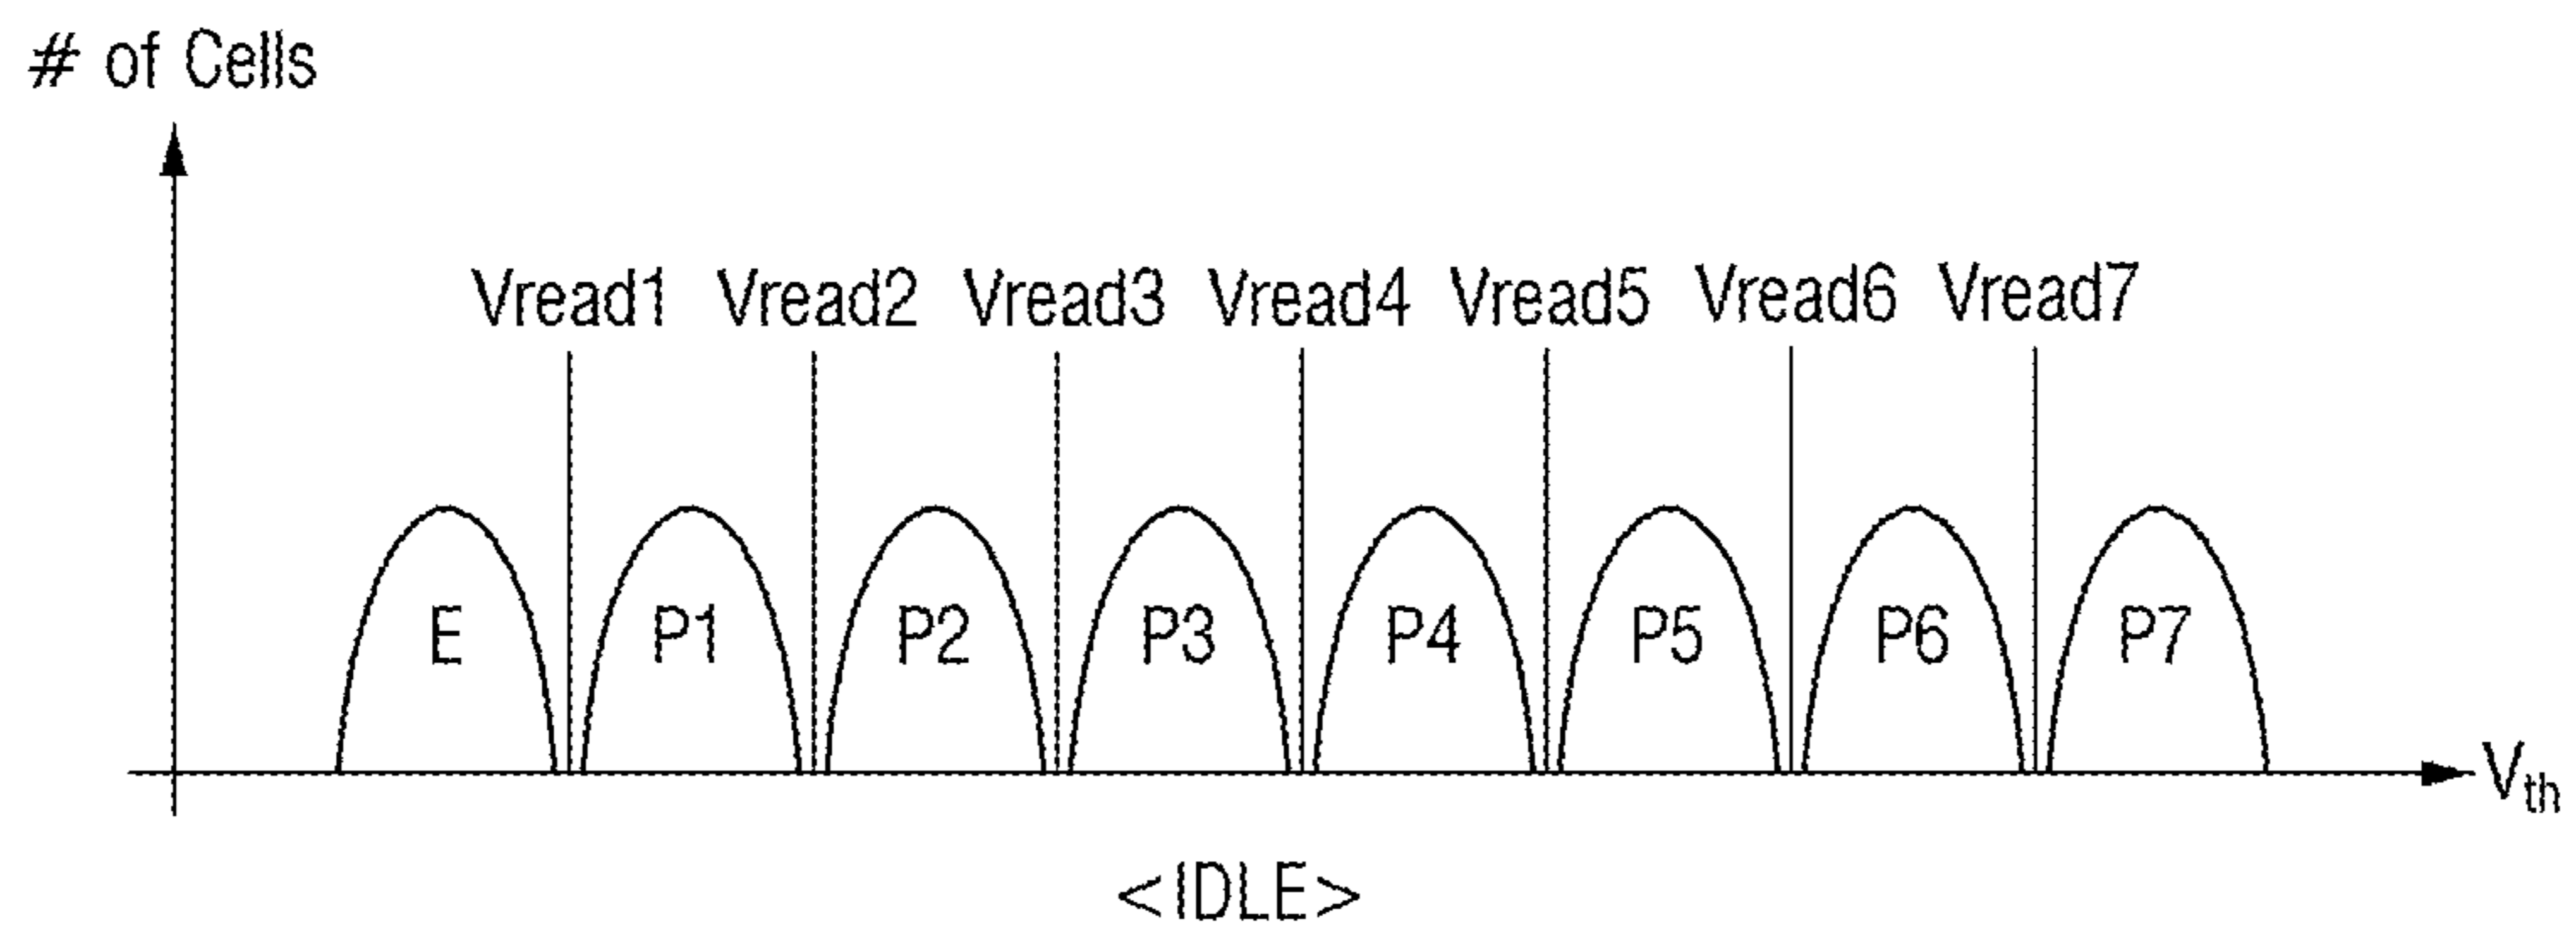 # of Cells
Vread1 Vread2 Vread3 Vread4 Vread5 Vread6 Vread7
E P1 P2 P3 P4 P5 P6 P7
Vth
<IDLE>